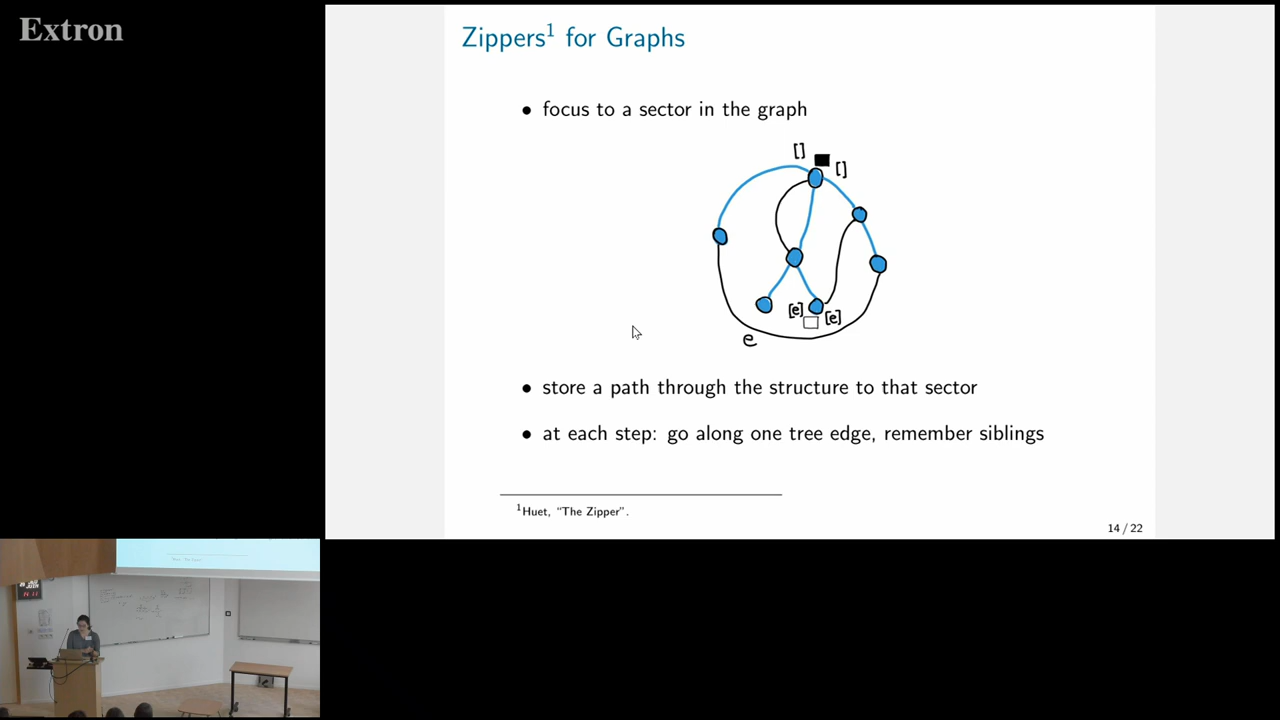 Extron
Zippers¹ for Graphs
• focus to a sector in the graph
[]
[]
[e]
[e]
e
• store a path through the structure to that sector
• at each step: go along one tree edge, remember siblings
¹Huet, “The Zipper”.
14 / 22